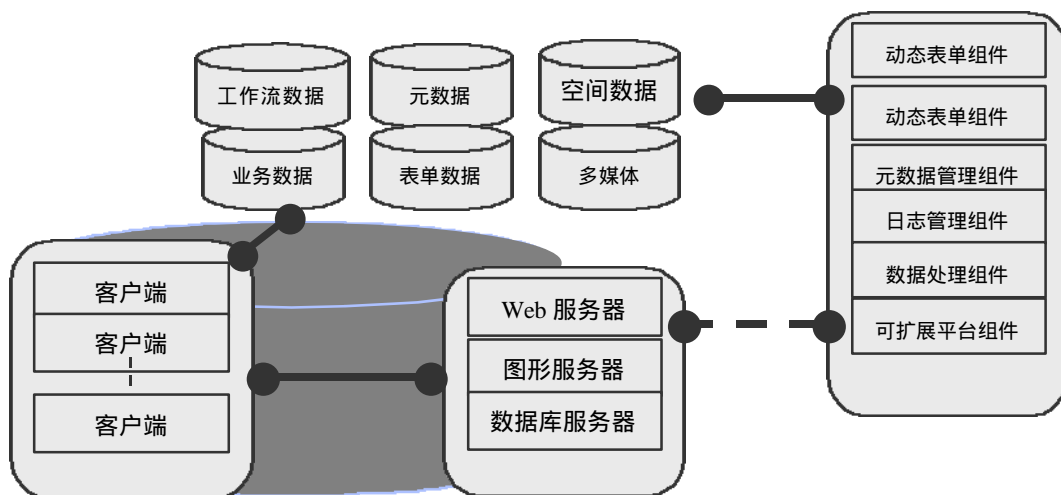 工作流数据
元数据
空间数据
业务数据
表单数据
多媒体
客户端
客户端
客户端
Web 服务器
图形服务器
数据库服务器
动态表单组件
动态表单组件
元数据管理组件
日志管理组件
数据处理组件
可扩展平台组件